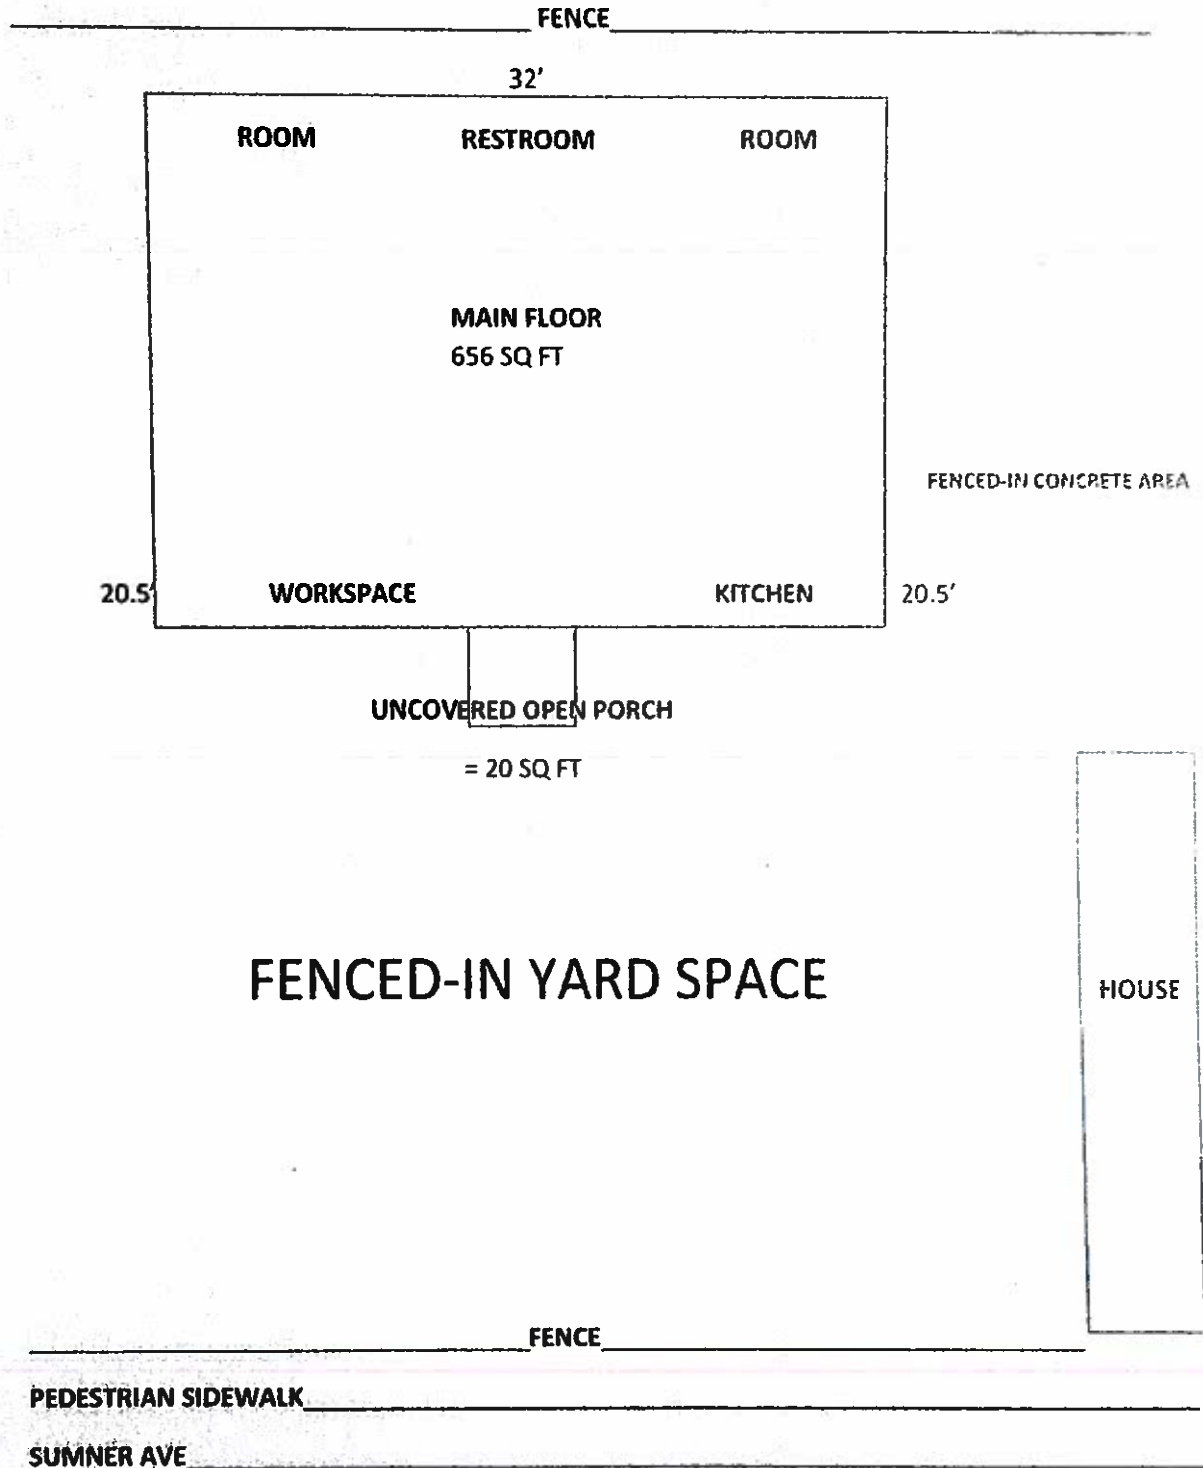 FENCE
32'
ROOM RESTROOM ROOM
MAIN FLOOR
656 SQ FT
FENCED-IN CONCRETE AREA
20.5' WORKSPACE KITCHEN 20.5'
UNCOVERED OPEN PORCH
= 20 SQ FT
FENCED-IN YARD SPACE
HOUSE
FENCE
PEDESTRIAN SIDEWALK
SUMNER AVE